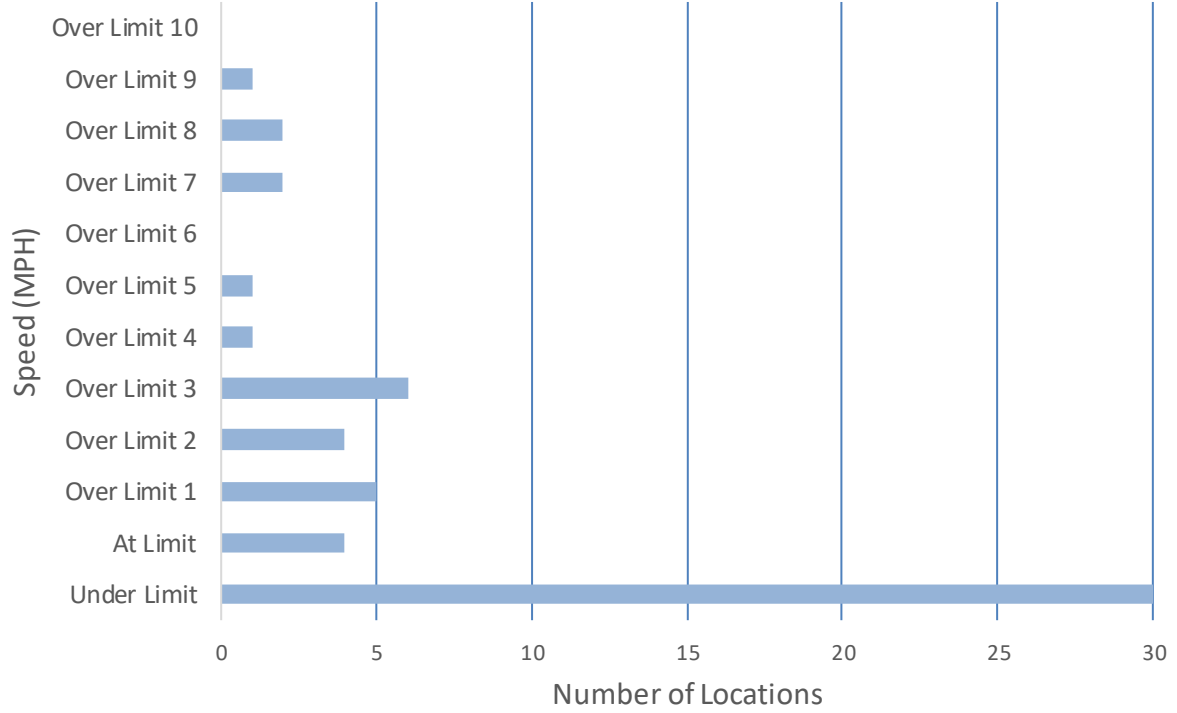 Over Limit 10
Over Limit 9
Over Limit 8
Over Limit 7
Over Limit 6
Over Limit 5
Over Limit 4
Over Limit 3
Over Limit 2
Over Limit 1
At Limit
Under Limit
Speed (MPH)
0 5 10 15 20 25 30
Number of Locations